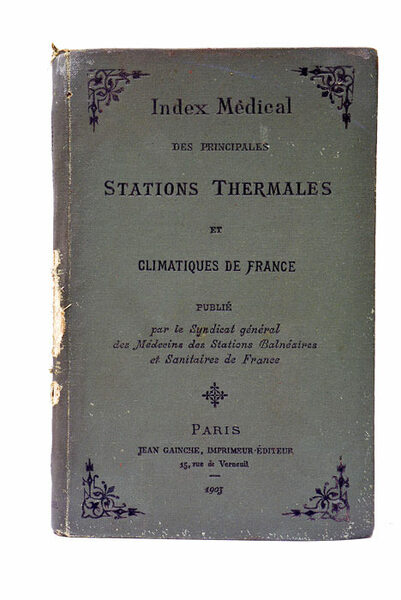 Index Médical
DES PRINCIPALES
STATIONS THERMALES
ET
CLIMATIQUES DE FRANCE
PUBLIÉ
par le Syndicat général
des Médecins des Stations Balnéaires
et Sanitaires de France
PARIS
JEAN GAINCHE, IMPRIMEUR-ÉDITEUR
15, rue de Verneuil
1903